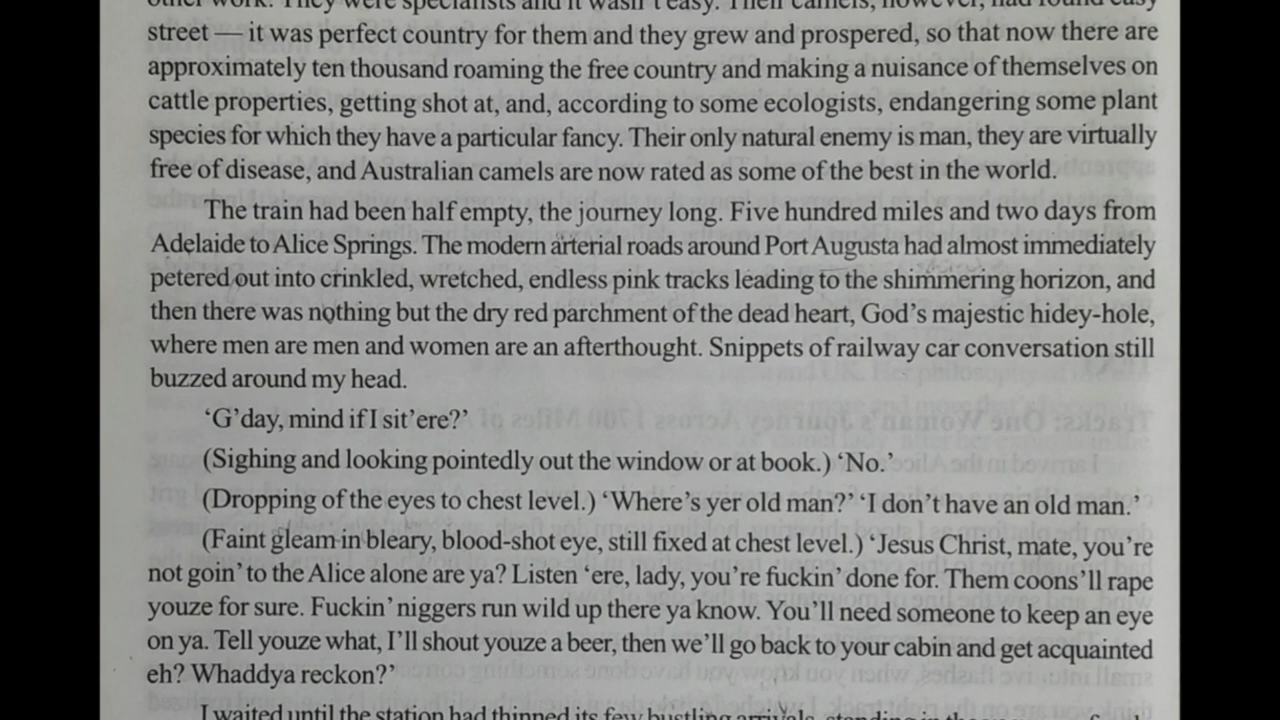 other work. They were specialists and it wasn't easy. Their camels, however, had found easy
street — it was perfect country for them and they grew and prospered, so that now there are
approximately ten thousand roaming the free country and making a nuisance of themselves on
cattle properties, getting shot at, and, according to some ecologists, endangering some plant
species for which they have a particular fancy. Their only natural enemy is man, they are virtually
free of disease, and Australian camels are now rated as some of the best in the world.
The train had been half empty, the journey long. Five hundred miles and two days from
Adelaide to Alice Springs. The modern arterial roads around Port Augusta had almost immediately
petered out into crinkled, wretched, endless pink tracks leading to the shimmering horizon, and
then there was nothing but the dry red parchment of the dead heart, God's majestic hidey-hole,
where men are men and women are an afterthought. Snippets of railway car conversation still
buzzed around my head.
‘G’day, mind if I sit’ere?’
(Sighing and looking pointedly out the window or at book.) ‘No.’
(Dropping of the eyes to chest level.) ‘Where’s yer old man?’ ‘I don’t have an old man.’
(Faint gleam in bleary, blood-shot eye, still fixed at chest level.) ‘Jesus Christ, mate, you’re
not goin’ to the Alice alone are ya? Listen ‘ere, lady, you’re fuckin’ done for. Them coons’ll rape
youze for sure. Fuckin’ niggers run wild up there ya know. You’ll need someone to keep an eye
on ya. Tell youze what, I’ll shout youze a beer, then we’ll go back to your cabin and get acquainted
eh? Whaddya reckon?’
I waited until the station had thinned its few bustling arrivals, standing in the